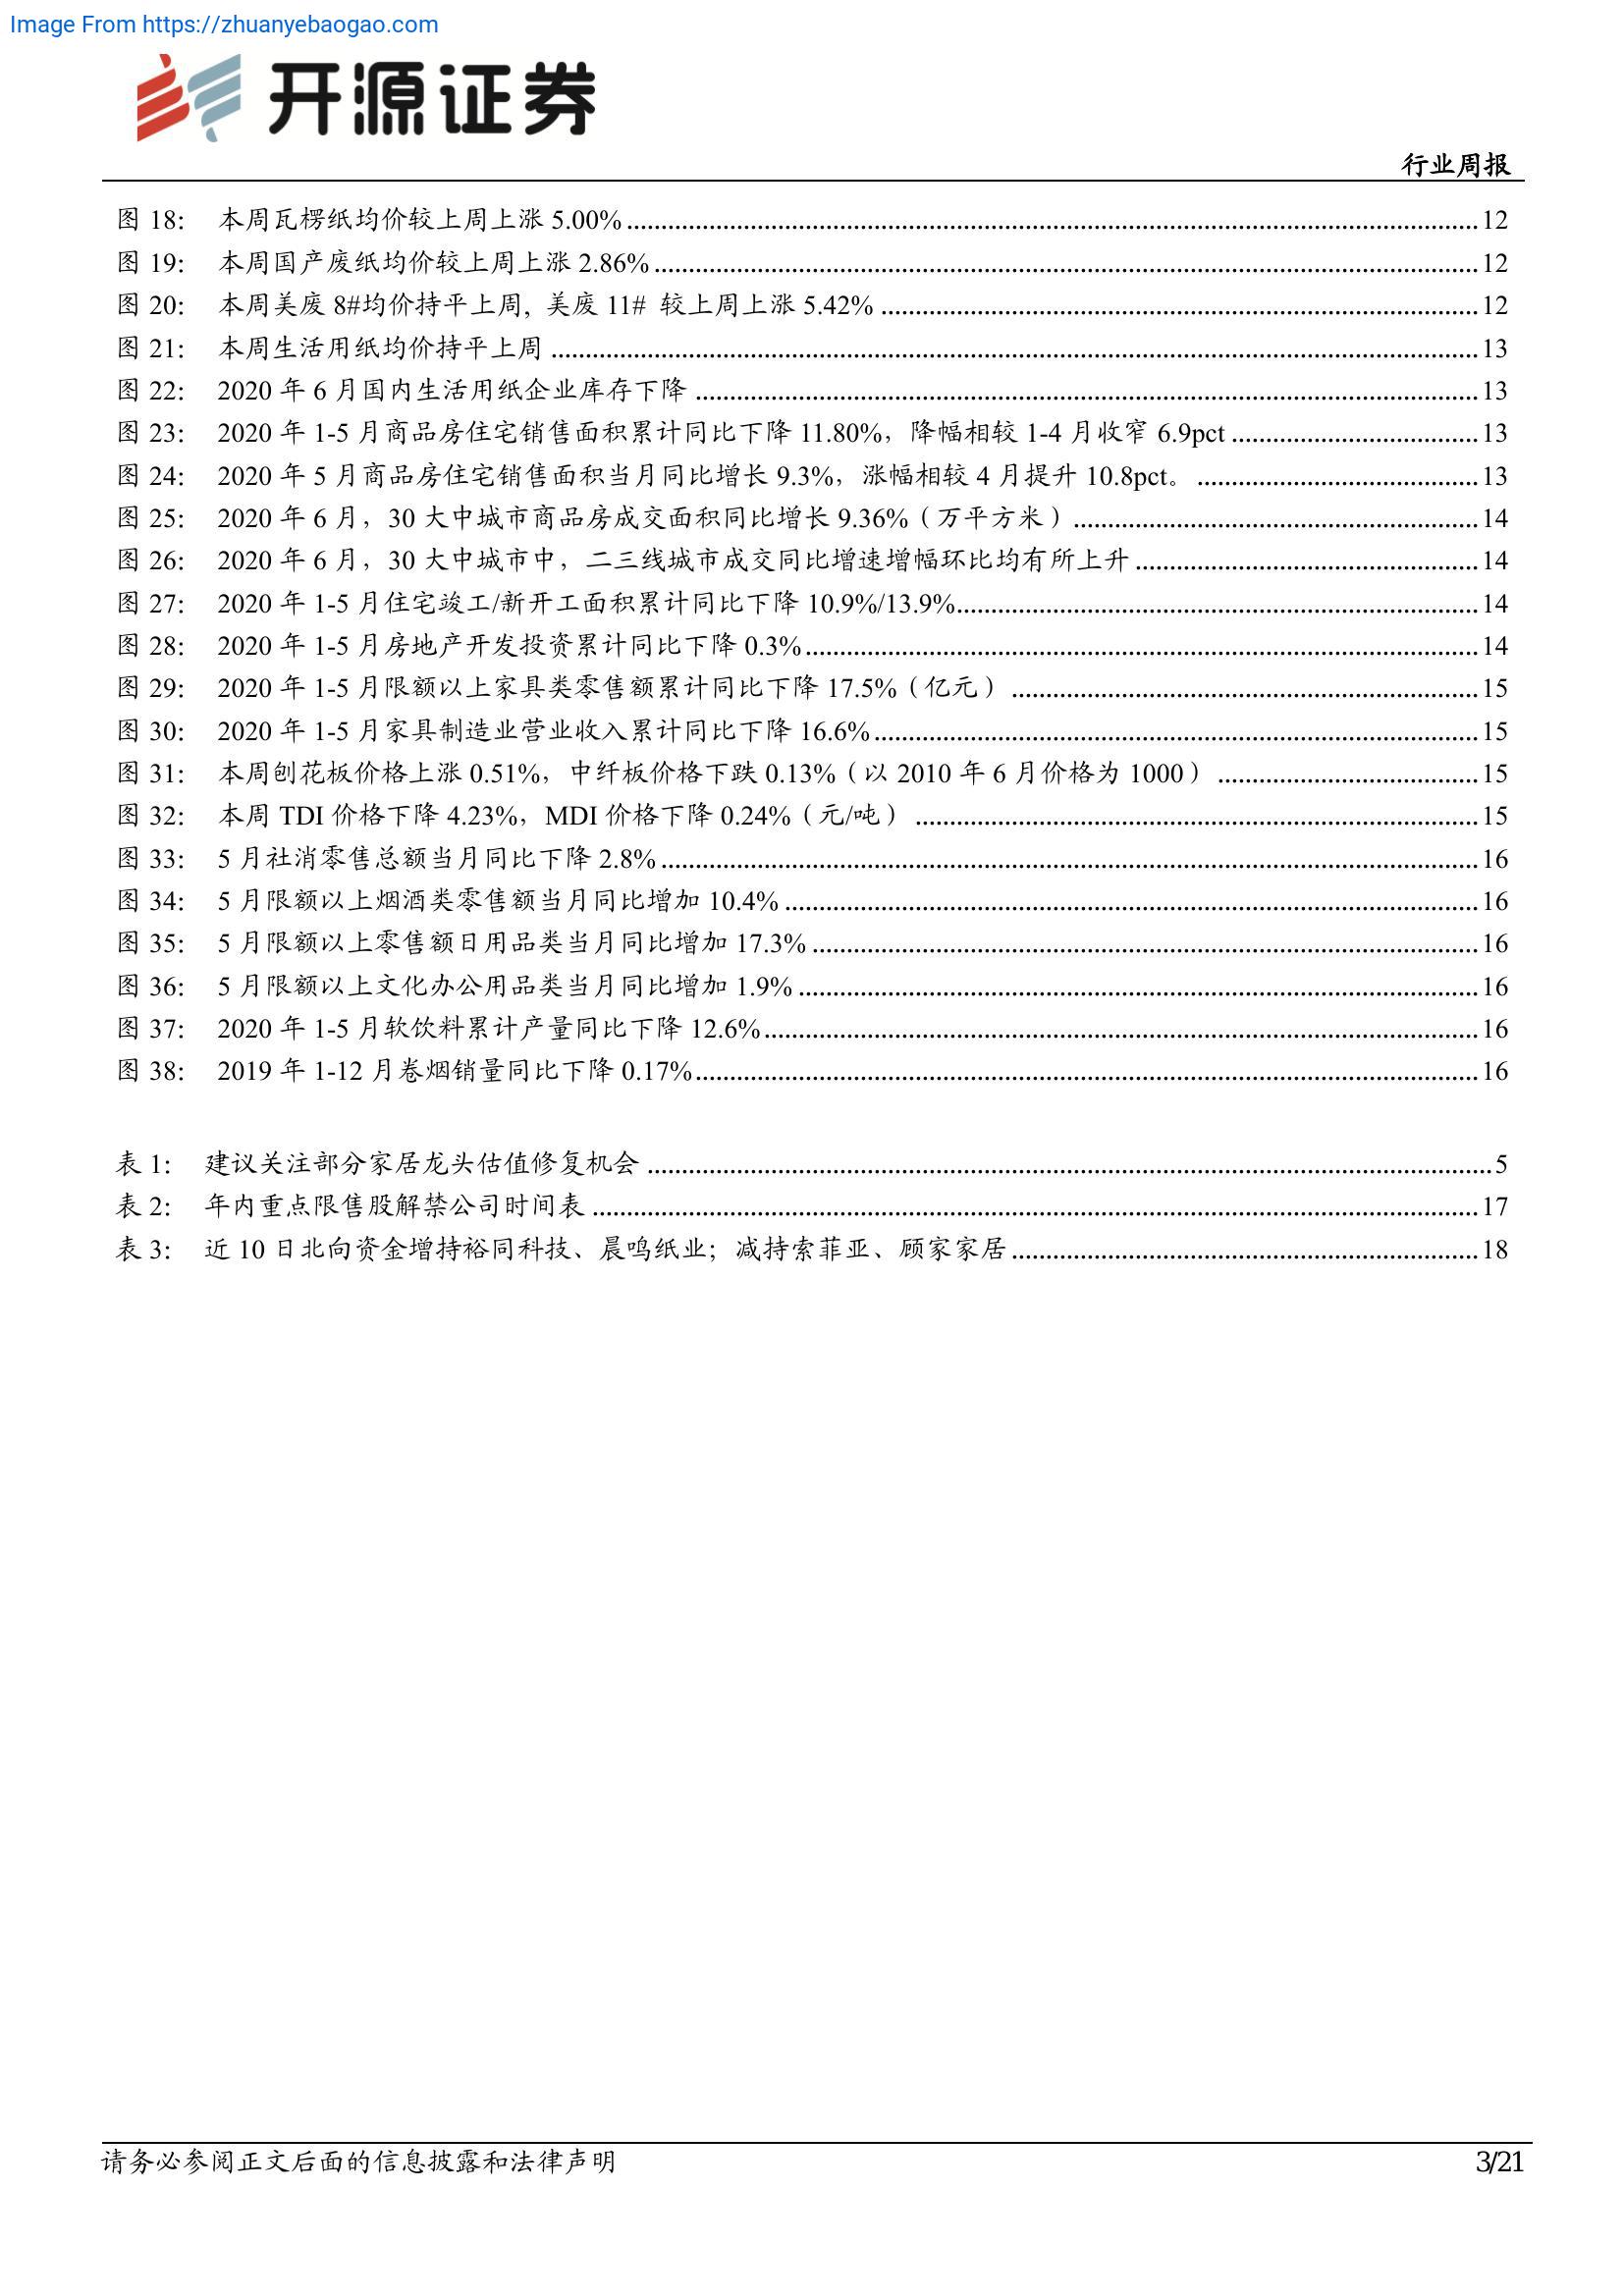 Image From https://zhuanyebaogao.com
开源证券
行业周报
图 18： 本周瓦楞纸均价较上周上涨 5.00%........12
图 19： 本周国产废纸均价较上周上涨 2.86%........12
图 20： 本周美废 8#均价持平上周, 美废 11# 较上周上涨 5.42%........12
图 21： 本周生活用纸均价持平上周........13
图 22： 2020 年 6 月国内生活用纸企业库存下降........13
图 23： 2020 年 1-5 月商品房住宅销售面积累计同比下降 11.80%，降幅相较 1-4 月收窄 6.9pct........13
图 24： 2020 年 5 月商品房住宅销售面积当月同比增长 9.3%，涨幅相较 4 月提升 10.8pct。........13
图 25： 2020 年 6 月，30 大中城市商品房成交面积同比增长 9.36%（万平方米）........14
图 26： 2020 年 6 月，30 大中城市中，二三线城市成交同比增速增幅环比均有所上升........14
图 27： 2020 年 1-5 月住宅竣工/新开工面积累计同比下降 10.9%/13.9%........14
图 28： 2020 年 1-5 月房地产开发投资累计同比下降 0.3%........14
图 29： 2020 年 1-5 月限额以上家具类零售额累计同比下降 17.5%（亿元）........15
图 30： 2020 年 1-5 月家具制造业营业收入累计同比下降 16.6%........15
图 31： 本周刨花板价格上涨 0.51%，中纤板价格下跌 0.13%（以 2010 年 6 月价格为 1000）........15
图 32： 本周 TDI 价格下降 4.23%，MDI 价格下降 0.24%（元/吨）........15
图 33： 5 月社消零售总额当月同比下降 2.8%........16
图 34： 5 月限额以上烟酒类零售额当月同比增加 10.4%........16
图 35： 5 月限额以上零售额日用品类当月同比增加 17.3%........16
图 36： 5 月限额以上文化办公用品类当月同比增加 1.9%........16
图 37： 2020 年 1-5 月软饮料累计产量同比下降 12.6%........16
图 38： 2019 年 1-12 月卷烟销量同比下降 0.17%........16
表 1： 建议关注部分家居龙头估值修复机会........5
表 2： 年内重点限售股解禁公司时间表........17
表 3： 近 10 日北向资金增持裕同科技、晨鸣纸业；减持索菲亚、顾家家居........18
请务必参阅正文后面的信息披露和法律声明
3/21